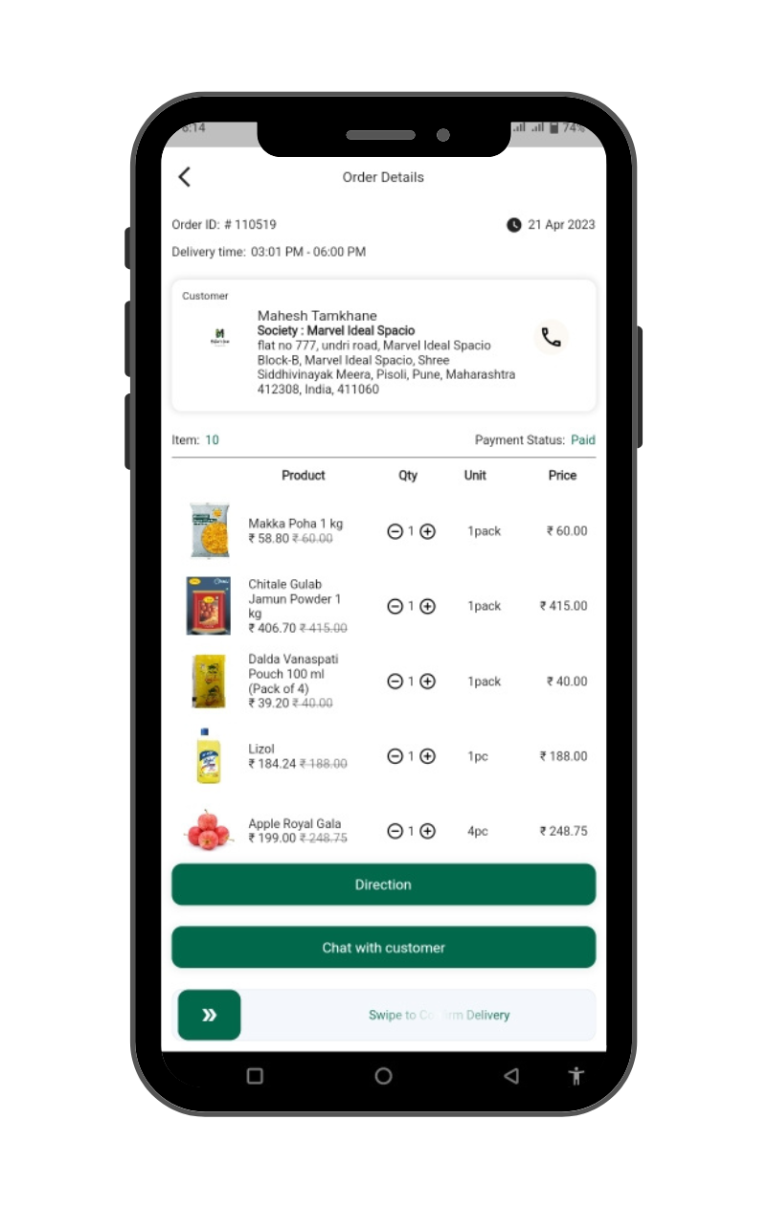 6:14
74%
Order Details
Order ID: # 110519
21 Apr 2023
Delivery time: 03:01 PM - 06:00 PM
Customer
Mahesh Tamkhane
Society : Marvel Ideal Spacio
flat no 777, undri road, Marvel Ideal Spacio
Block-B, Marvel Ideal Spacio, Shree
Siddhivinayak Meera, Pisoli, Pune, Maharashtra
412308, India, 411060
Item: 10
Payment Status: Paid
Product Qty Unit Price
Makka Poha 1 kg
₹ 58.80 ₹ 60.00
1
1pack
₹ 60.00
Chitale Gulab
Jamun Powder 1
kg
₹ 406.70 ₹ 415.00
1
1pack
₹ 415.00
Dalda Vanaspati
Pouch 100 ml
(Pack of 4)
₹ 39.20 ₹ 40.00
1
1pack
₹ 40.00
Lizol
₹ 184.24 ₹ 188.00
1
1pc
₹ 188.00
Apple Royal Gala
₹ 199.00 ₹ 248.75
1
4pc
₹ 248.75
Direction
Chat with customer
Swipe to Confirm Delivery